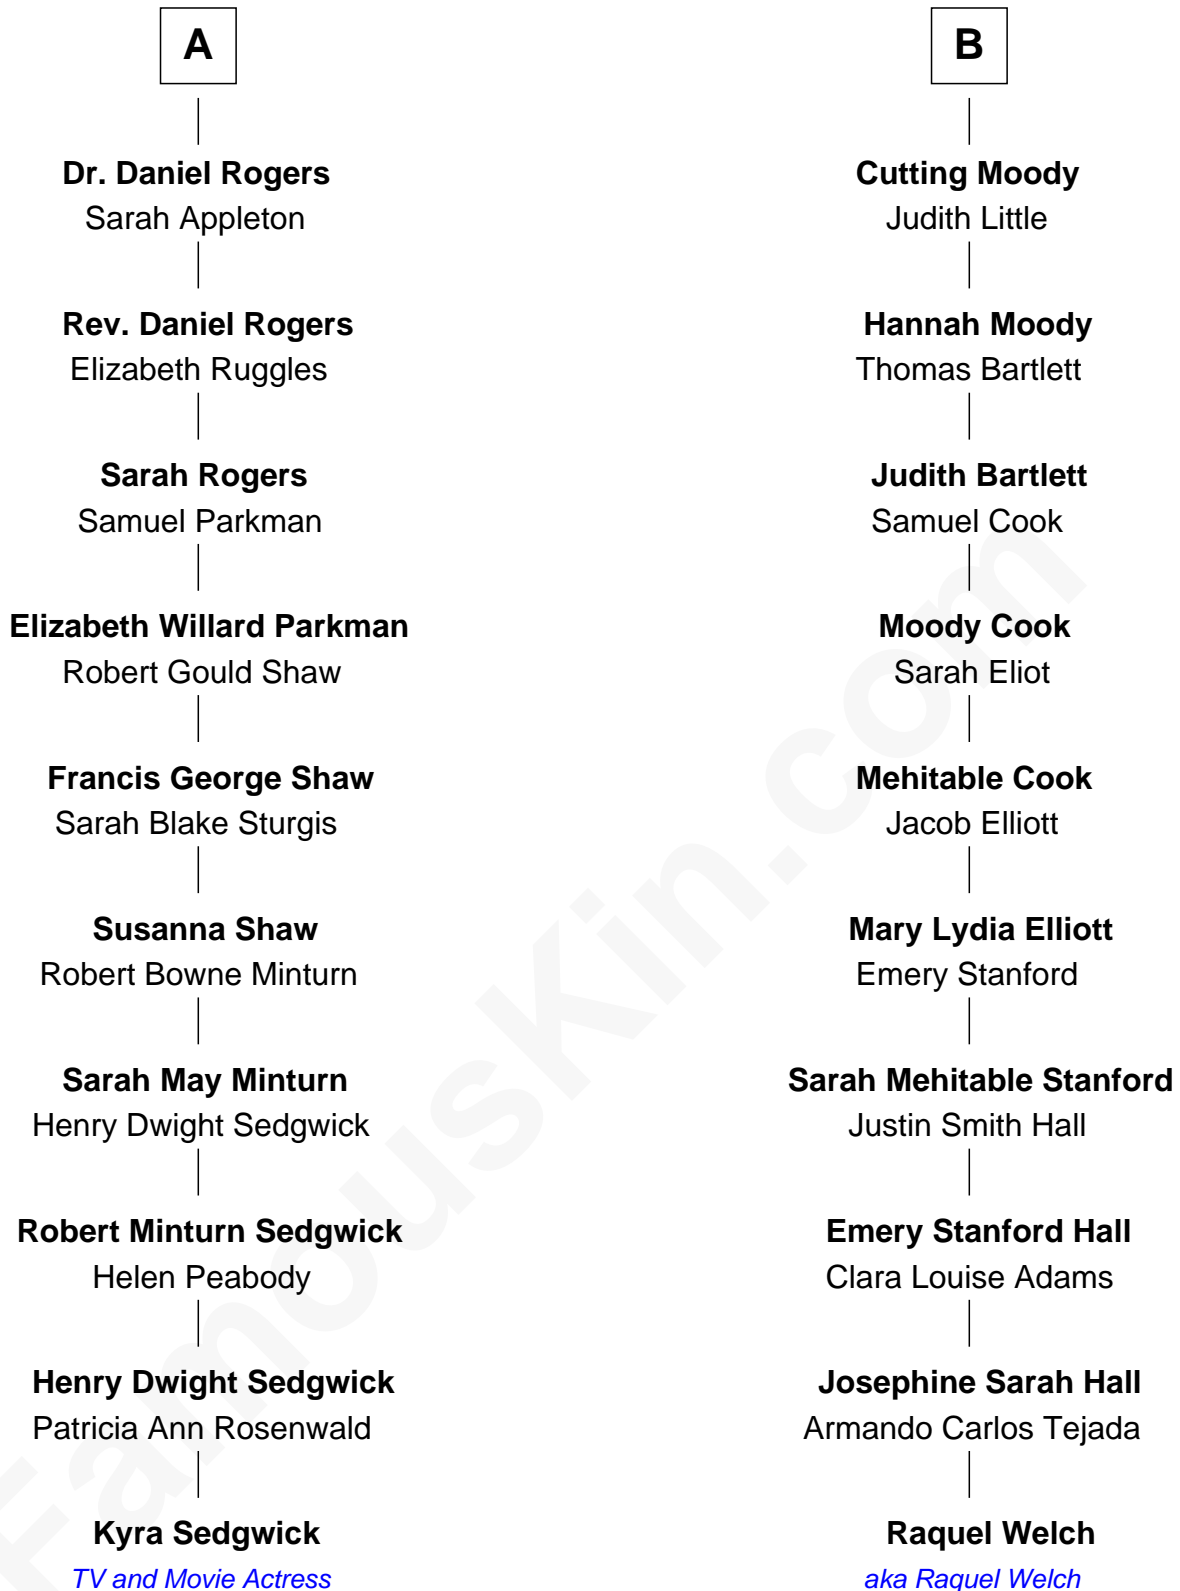 A
Dr. Daniel Rogers
Sarah Appleton
Rev. Daniel Rogers
Elizabeth Ruggles
Sarah Rogers
Samuel Parkman
Elizabeth Willard Parkman
Robert Gould Shaw
Francis George Shaw
Sarah Blake Sturgis
Susanna Shaw
Robert Bowne Minturn
Sarah May Minturn
Henry Dwight Sedgwick
Robert Minturn Sedgwick
Helen Peabody
Henry Dwight Sedgwick
Patricia Ann Rosenwald
Kyra Sedgwick
TV and Movie Actress
B
Cutting Moody
Judith Little
Hannah Moody
Thomas Bartlett
Judith Bartlett
Samuel Cook
Moody Cook
Sarah Eliot
Mehitable Cook
Jacob Elliott
Mary Lydia Elliott
Emery Stanford
Sarah Mehitable Stanford
Justin Smith Hall
Emery Stanford Hall
Clara Louise Adams
Josephine Sarah Hall
Armando Carlos Tejada
Raquel Welch
aka Raquel Welch
FamousKin.com